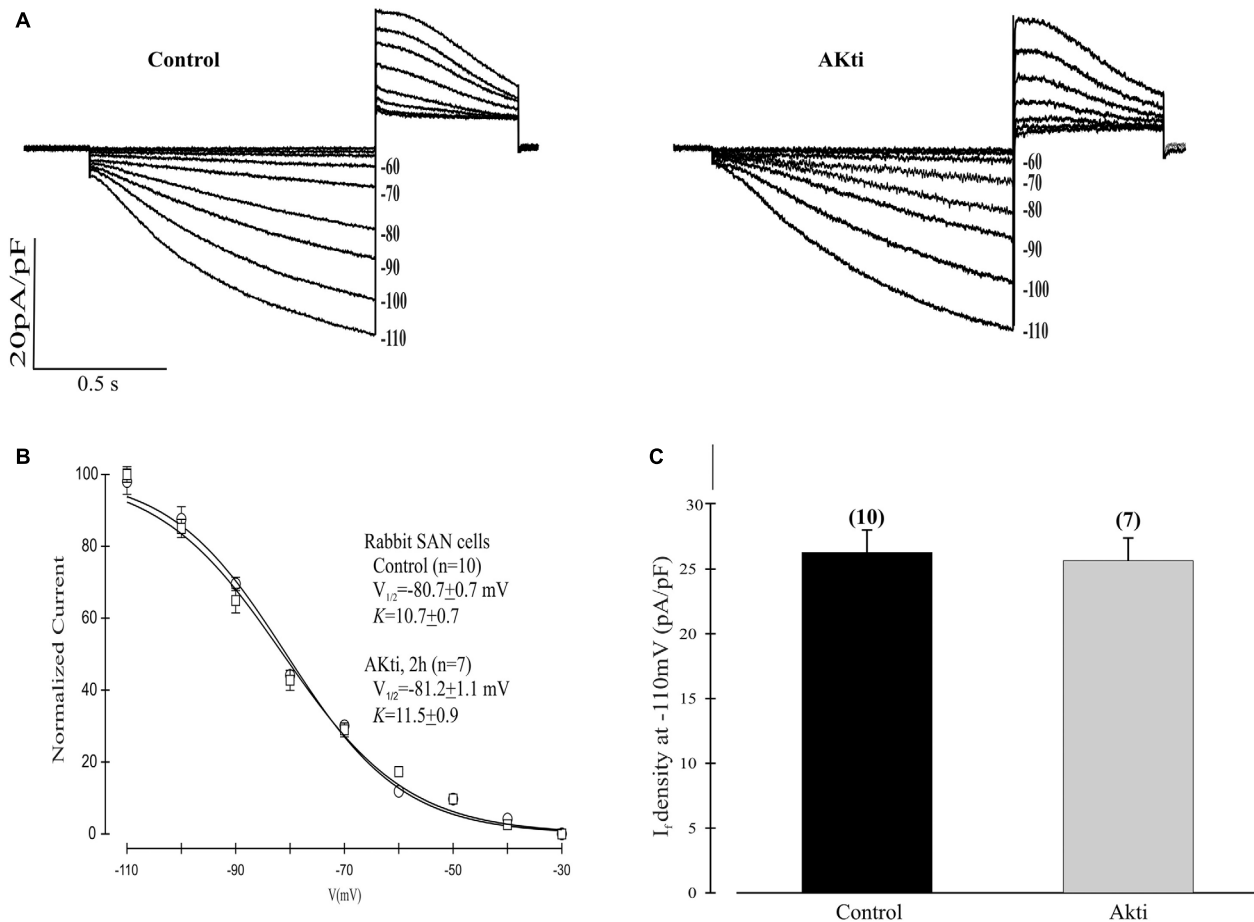 A
Control
AKti
-60
-70
-80
-90
-100
-110
20pA/pF
0.5 s
-60
-70
-80
-90
-100
-110
B
100
80
60
40
20
0
Normalized Current
-110
-90
-70
-50
-30
V(mV)
Rabbit SAN cells
Control (n=10)
V1/2=-80.7±0.7 mV
K=10.7±0.7
AKti, 2h (n=7)
V1/2=-81.2±1.1 mV
K=11.5±0.9
C
30
25
20
15
10
5
0
If density at -110mV (pA/pF)
(10)
(7)
Control
Akti